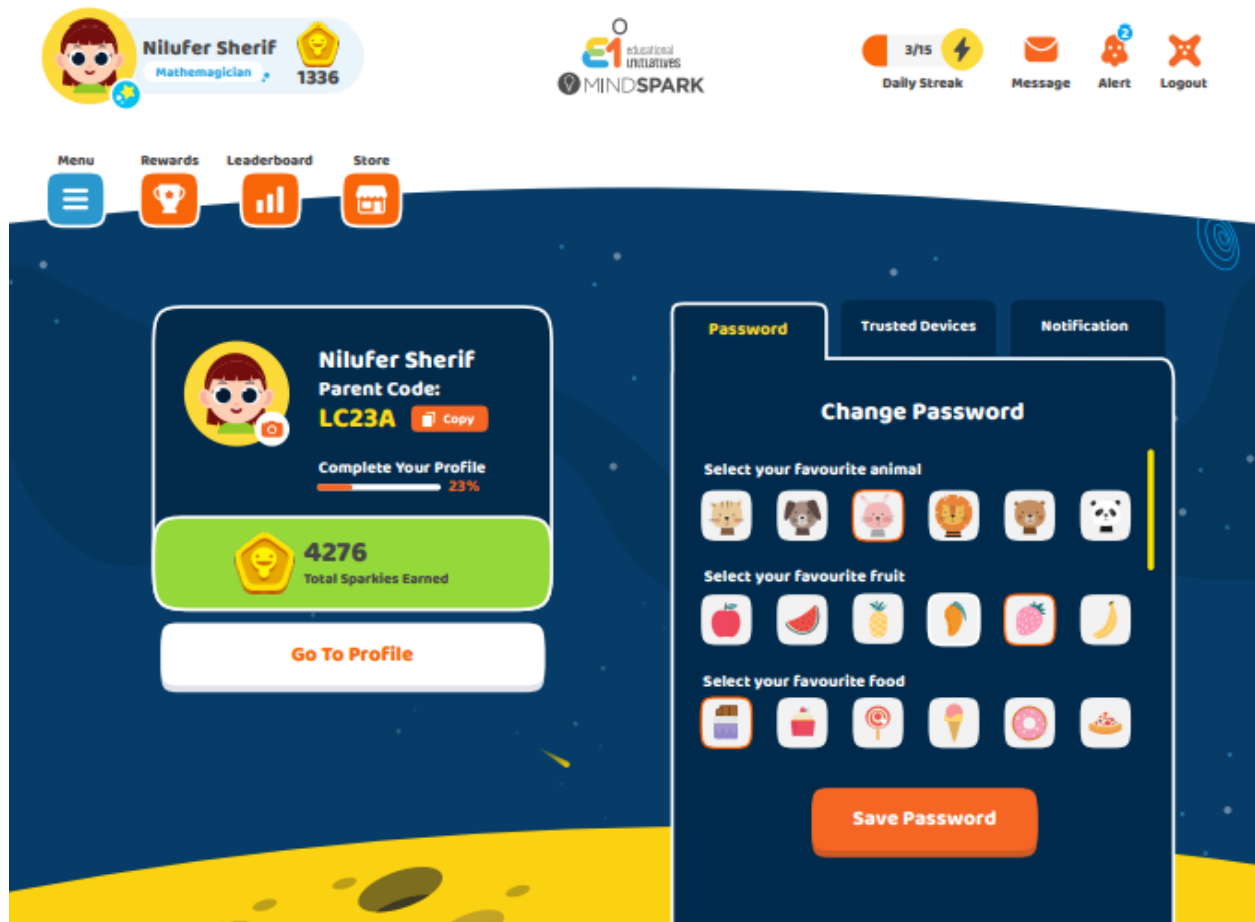 Nilufer Sherif
Mathemagician
1336
educational
initiatives
MINDSPARK
3/15
2
Daily Streak
Message
Alert
Logout
Menu
Rewards
Leaderboard
Store
Nilufer Sherif
Parent Code:
LC23A
Copy
Complete Your Profile
23%
4276
Total Sparkies Earned
Go To Profile
Password
Trusted Devices
Notification
Change Password
Select your favourite animal
Select your favourite fruit
Select your favourite food
Save Password